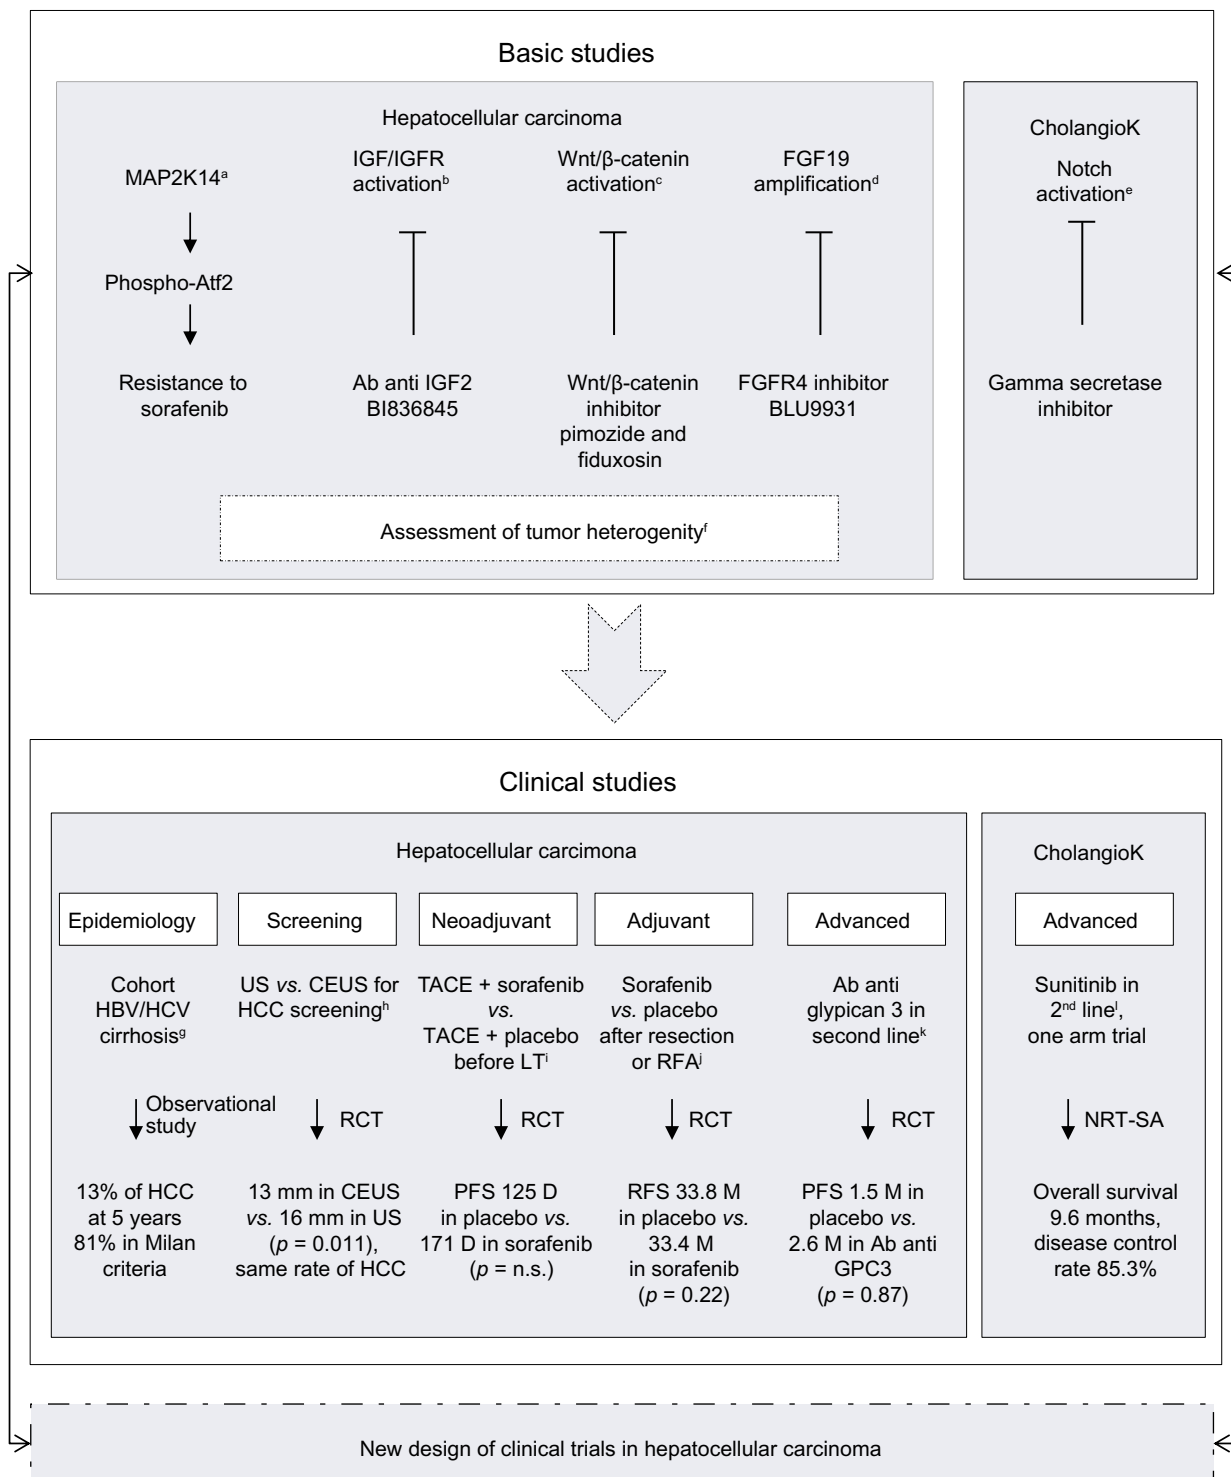 Basic studies
Hepatocellular carcinoma
MAP2K14ᵃ
Phospho-Atf2
Resistance to
sorafenib
IGF/IGFR
activationᵇ
Ab anti IGF2
BI836845
Wnt/β-catenin
activationᶜ
Wnt/β-catenin
inhibitor
pimozide and
fiduxosin
FGF19
amplificationᵈ
FGFR4 inhibitor
BLU9931
Assessment of tumor heterogenityᶠ
CholangioK
Notch
activationᵉ
Gamma secretase
inhibitor
Clinical studies
Hepatocellular carcimona
Epidemiology
Cohort
HBV/HCV
cirrhosisᵍ
Observational
study
13% of HCC
at 5 years
81% in Milan
criteria
Screening
US vs. CEUS for
HCC screeningʰ
RCT
13 mm in CEUS
vs. 16 mm in US
(p = 0.011),
same rate of HCC
Neoadjuvant
TACE + sorafenib
vs.
TACE + placebo
before LTⁱ
RCT
PFS 125 D
in placebo vs.
171 D in sorafenib
(p = n.s.)
Adjuvant
Sorafenib
vs. placebo
after resection
or RFAʲ
RCT
RFS 33.8 M
in placebo vs.
33.4 M
in sorafenib
(p = 0.22)
Advanced
Ab anti
glypican 3 in
second lineᵏ
RCT
PFS 1.5 M in
placebo vs.
2.6 M in Ab anti
GPC3
(p = 0.87)
CholangioK
Advanced
Sunitinib in
2ⁿᵈ lineˡ,
one arm trial
NRT-SA
Overall survival
9.6 months,
disease control
rate 85.3%
New design of clinical trials in hepatocellular carcinoma